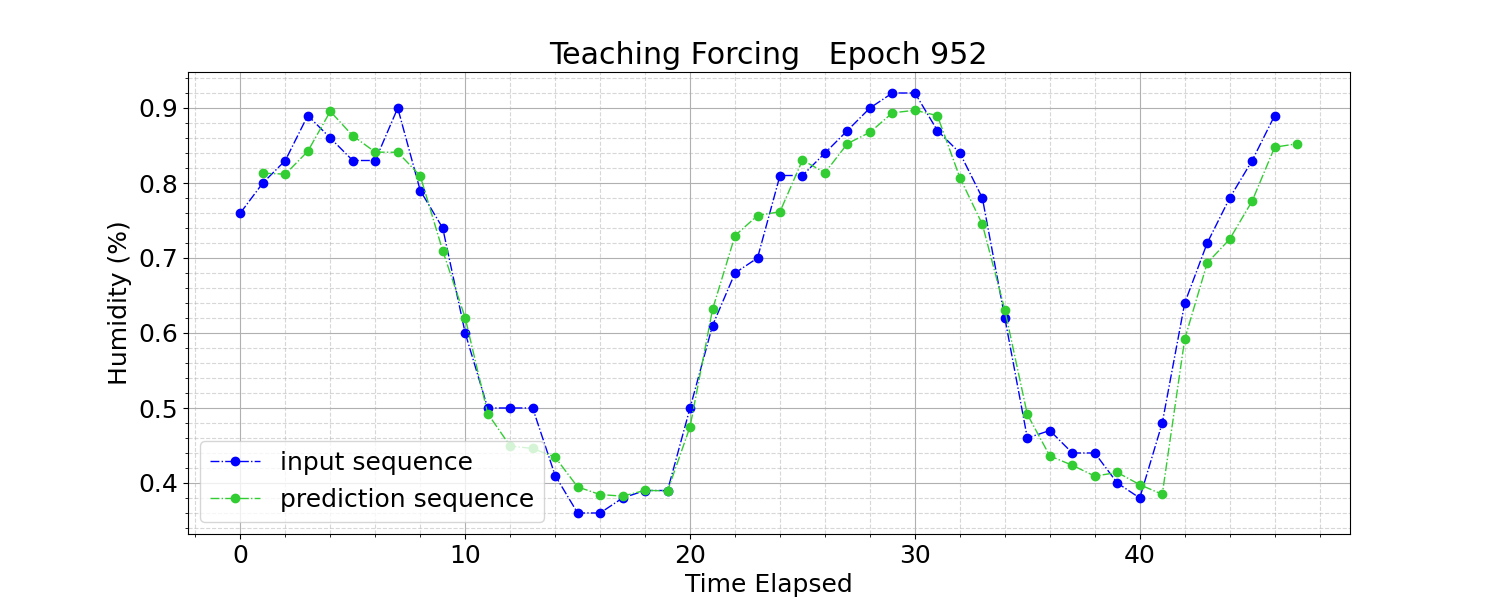 Teaching Forcing   Epoch 952
Humidity (%)
0.9
0.8
0.7
0.6
0.5
0.4
input sequence
prediction sequence
0 10 20 30 40
Time Elapsed